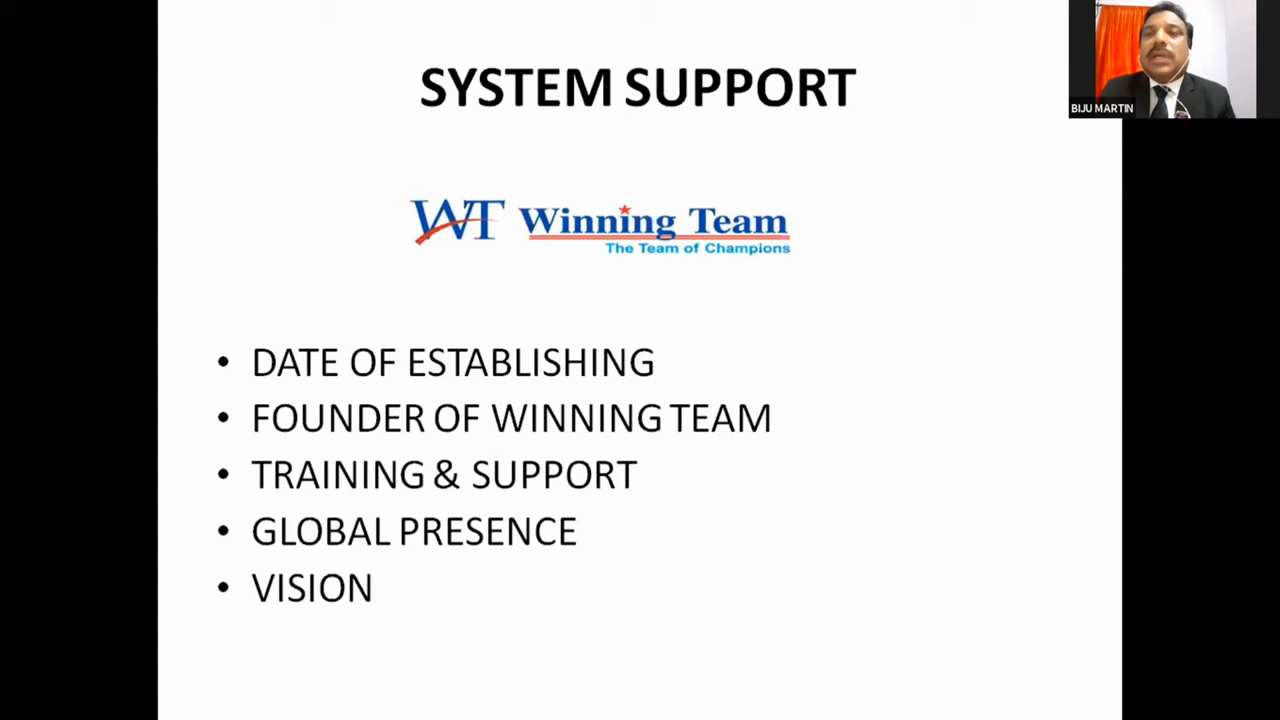 SYSTEM SUPPORT
BIJU MARTIN
WT Winning Team
The Team of Champions
• DATE OF ESTABLISHING
• FOUNDER OF WINNING TEAM
• TRAINING & SUPPORT
• GLOBAL PRESENCE
• VISION